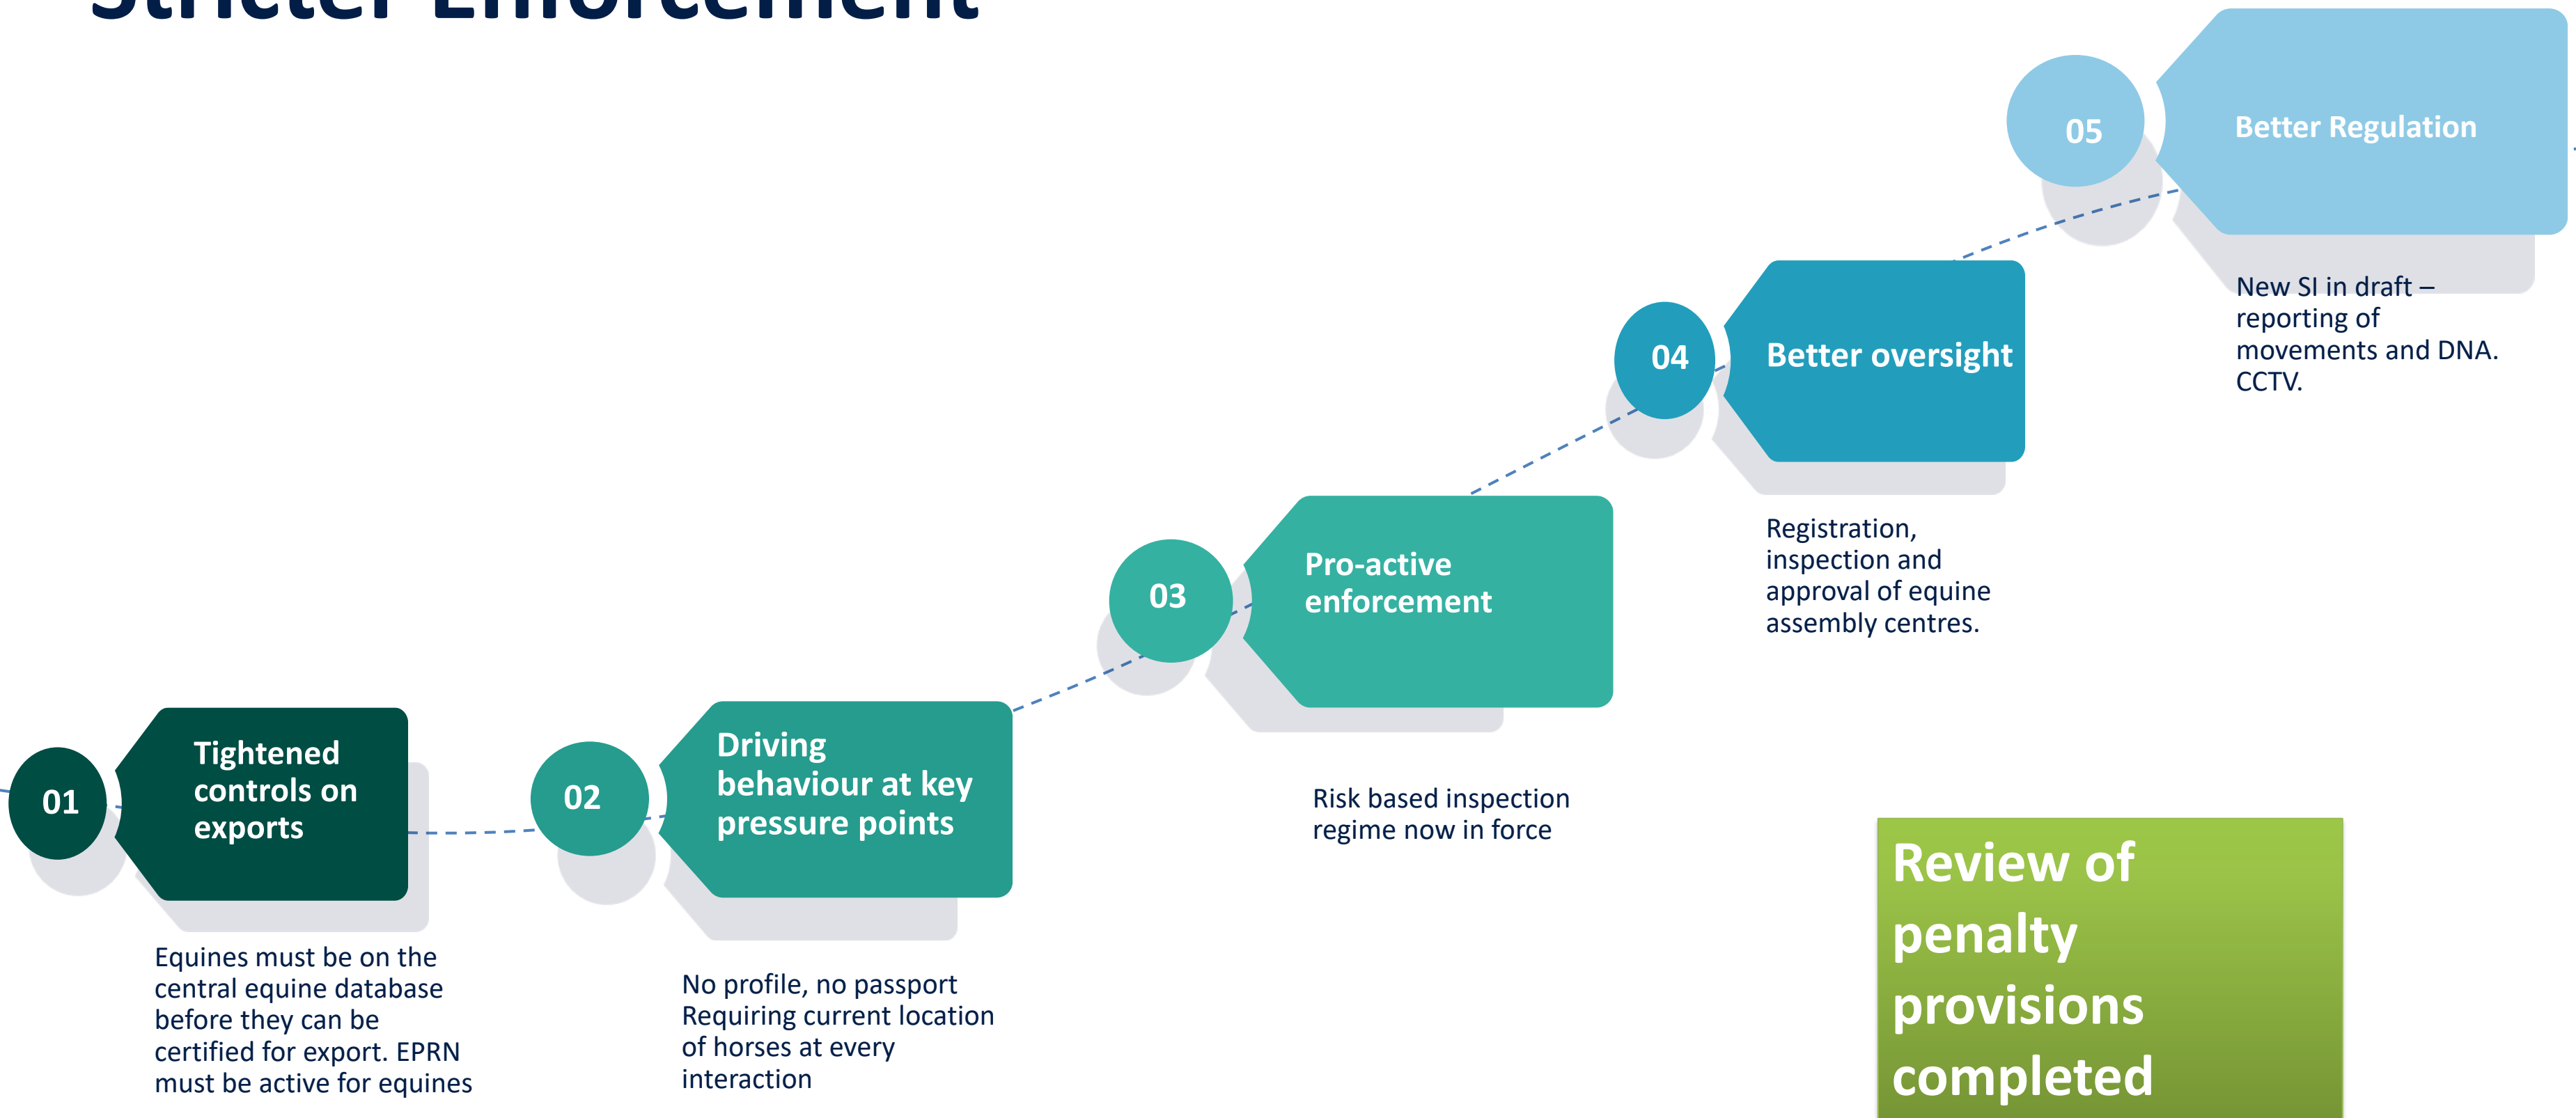 Stricter Enforcement
01
Tightened
controls on
exports
Equines must be on the
central equine database
before they can be
certified for export. EPRN
must be active for equines
02
Driving
behaviour at key
pressure points
No profile, no passport
Requiring current location
of horses at every
interaction
03
Pro-active
enforcement
Risk based inspection
regime now in force
04
Better oversight
Registration,
inspection and
approval of equine
assembly centres.
05
Better Regulation
New SI in draft –
reporting of
movements and DNA.
CCTV.
Review of
penalty
provisions
completed